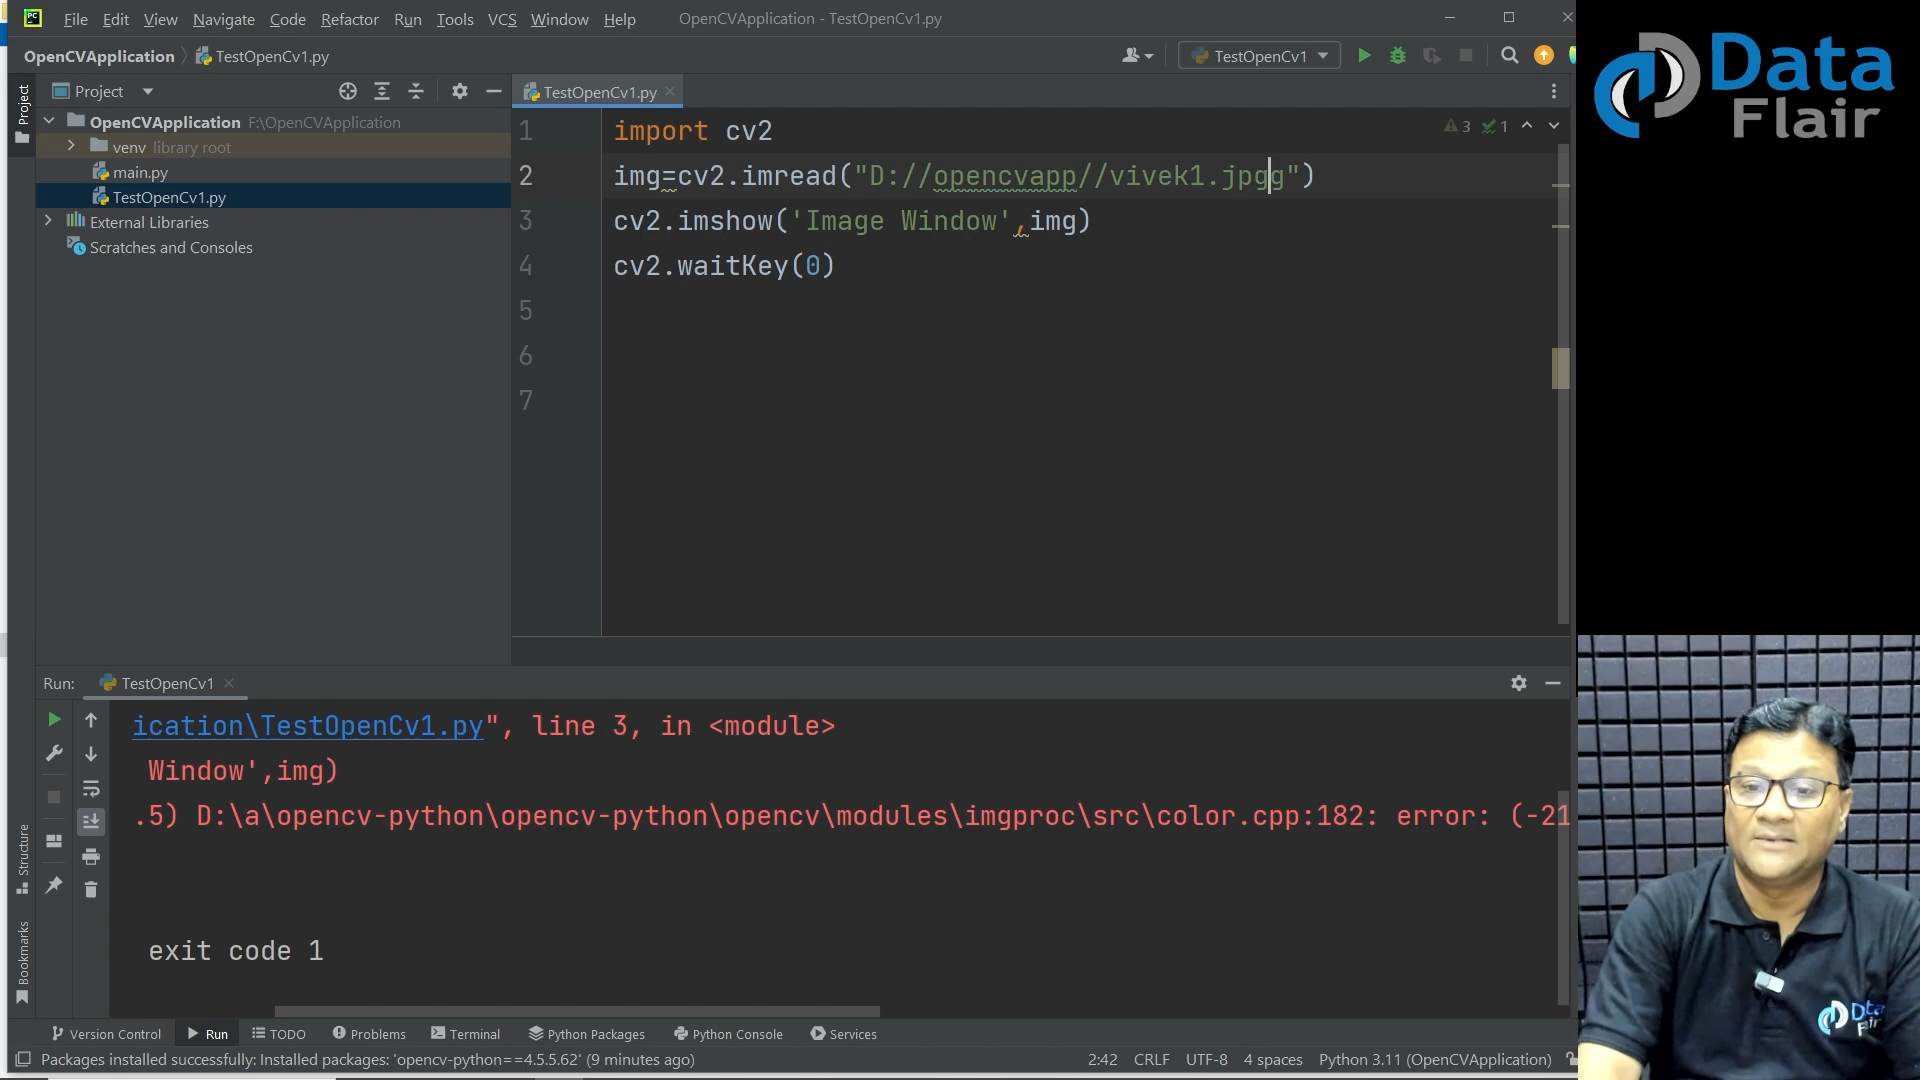 File Edit View Navigate Code Refactor Run Tools VCS Window Help OpenCVApplication - TestOpenCv1.py
OpenCVApplication TestOpenCv1.py TestOpenCv1
Project
Project
TestOpenCv1.py
OpenCVApplication F:\OpenCVApplication
venv library root
main.py
TestOpenCv1.py
External Libraries
Scratches and Consoles
1 import cv2
3 1
2 img=cv2.imread("D://opencvapp//vivek1.jpgg")
3 cv2.imshow('Image Window',img)
4 cv2.waitKey(0)
5
6
7
Data
Flair
Run: TestOpenCv1
ication\TestOpenCv1.py", line 3, in <module>
Window',img)
.5) D:\a\opencv-python\opencv-python\opencv\modules\imgproc\src\color.cpp:182: error: (-21
exit code 1
Structure
Bookmarks
Version Control Run TODO Problems Terminal Python Packages Python Console Services
Packages installed successfully: Installed packages: 'opencv-python==4.5.5.62' (9 minutes ago) 2:42 CRLF UTF-8 4 spaces Python 3.11 (OpenCVApplication)